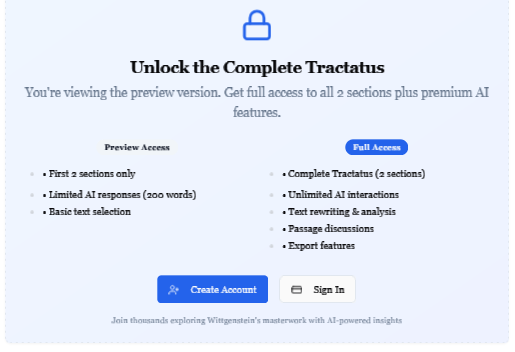 Unlock the Complete Tractatus
You're viewing the preview version. Get full access to all 2 sections plus premium AI
features.
Preview Access
• First 2 sections only
• Limited AI responses (200 words)
• Basic text selection
Full Access
• Complete Tractatus (2 sections)
• Unlimited AI interactions
• Text rewriting & analysis
• Passage discussions
• Export features
Create Account
Sign In
Join thousands exploring Wittgenstein's masterwork with AI-powered insights